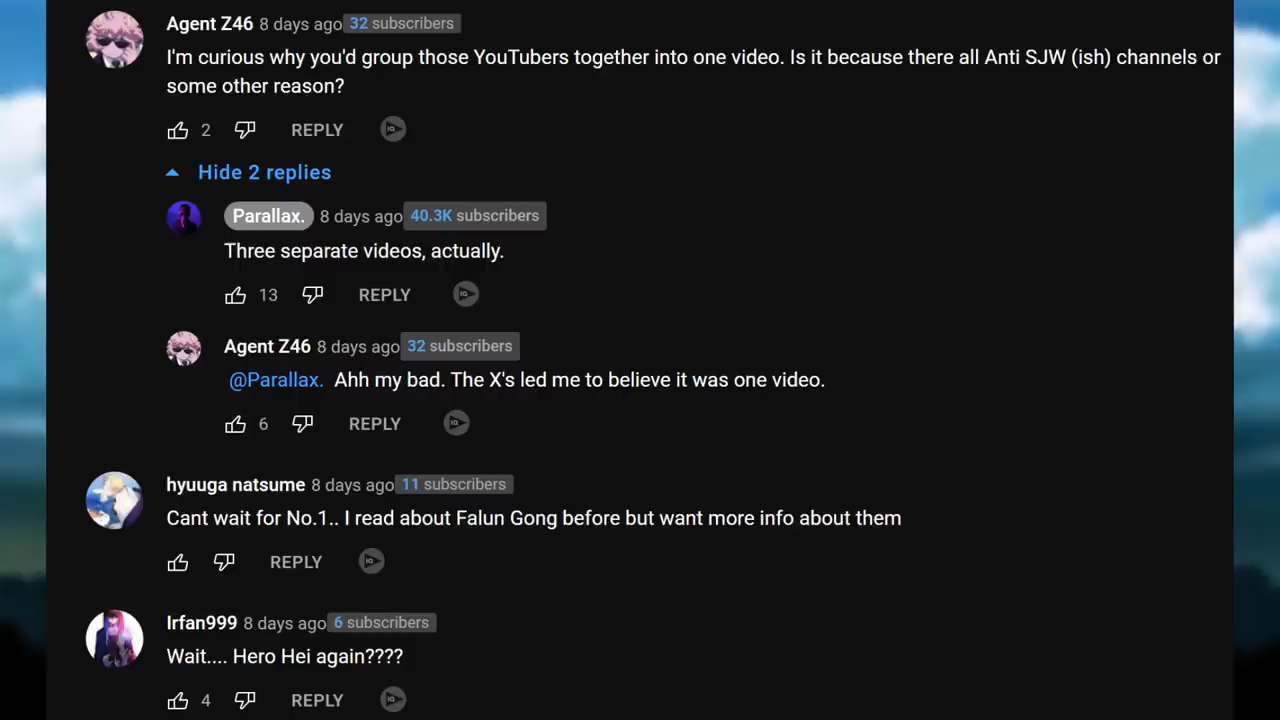 Agent Z46 8 days ago 32 subscribers
I'm curious why you'd group those YouTubers together into one video. Is it because there all Anti SJW (ish) channels or
some other reason?
2 REPLY
Hide 2 replies
Parallax. 8 days ago 40.3K subscribers
Three separate videos, actually.
13 REPLY
Agent Z46 8 days ago 32 subscribers
@Parallax. Ahh my bad. The X's led me to believe it was one video.
6 REPLY
hyuuga natsume 8 days ago 11 subscribers
Cant wait for No.1.. I read about Falun Gong before but want more info about them
REPLY
Irfan999 8 days ago 6 subscribers
Wait.... Hero Hei again????
4 REPLY